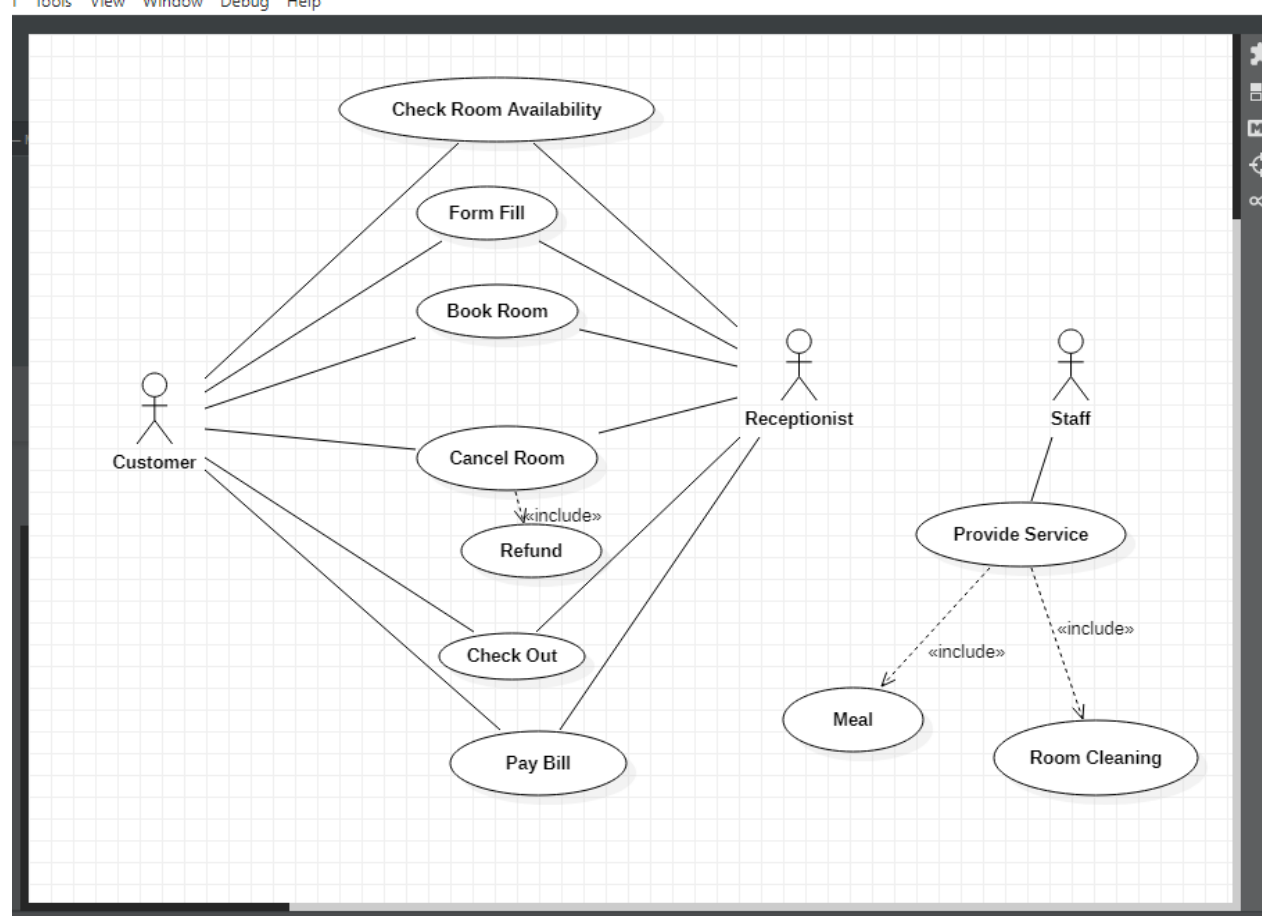 Tools View Window Debug Help
Check Room Availability
Form Fill
Book Room
Receptionist
Staff
Customer
Cancel Room
«include»
Refund
Provide Service
«include»
«include»
Check Out
Meal
Pay Bill
Room Cleaning